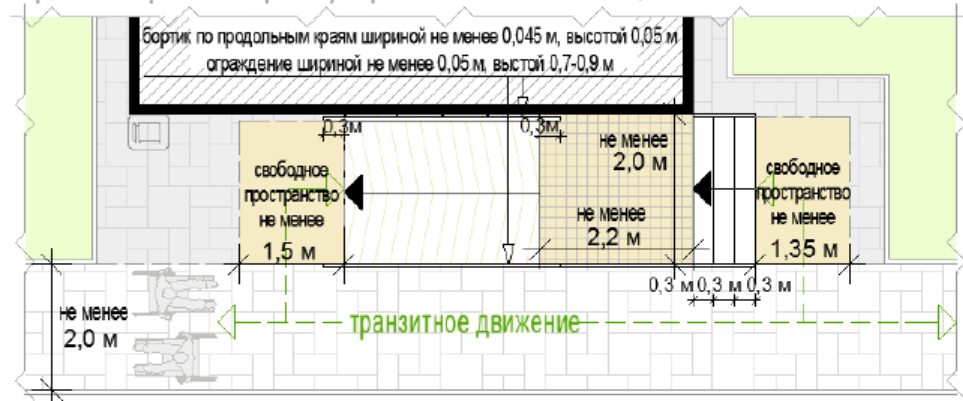 бортик по продольным краям шириной не менее 0,045 м, высотой 0,05 м
ограждение шириной не менее 0,05 м, выстой 0,7-0,9 м
0,3м
0,3м
не менее
2,0 м
свободное
пространство
не менее
1,5 м
не менее
2,2 м
свободное
пространство
не менее
1,35 м
0,3 м 0,3 м 0,3 м
не менее
2,0 м
транзитное движение